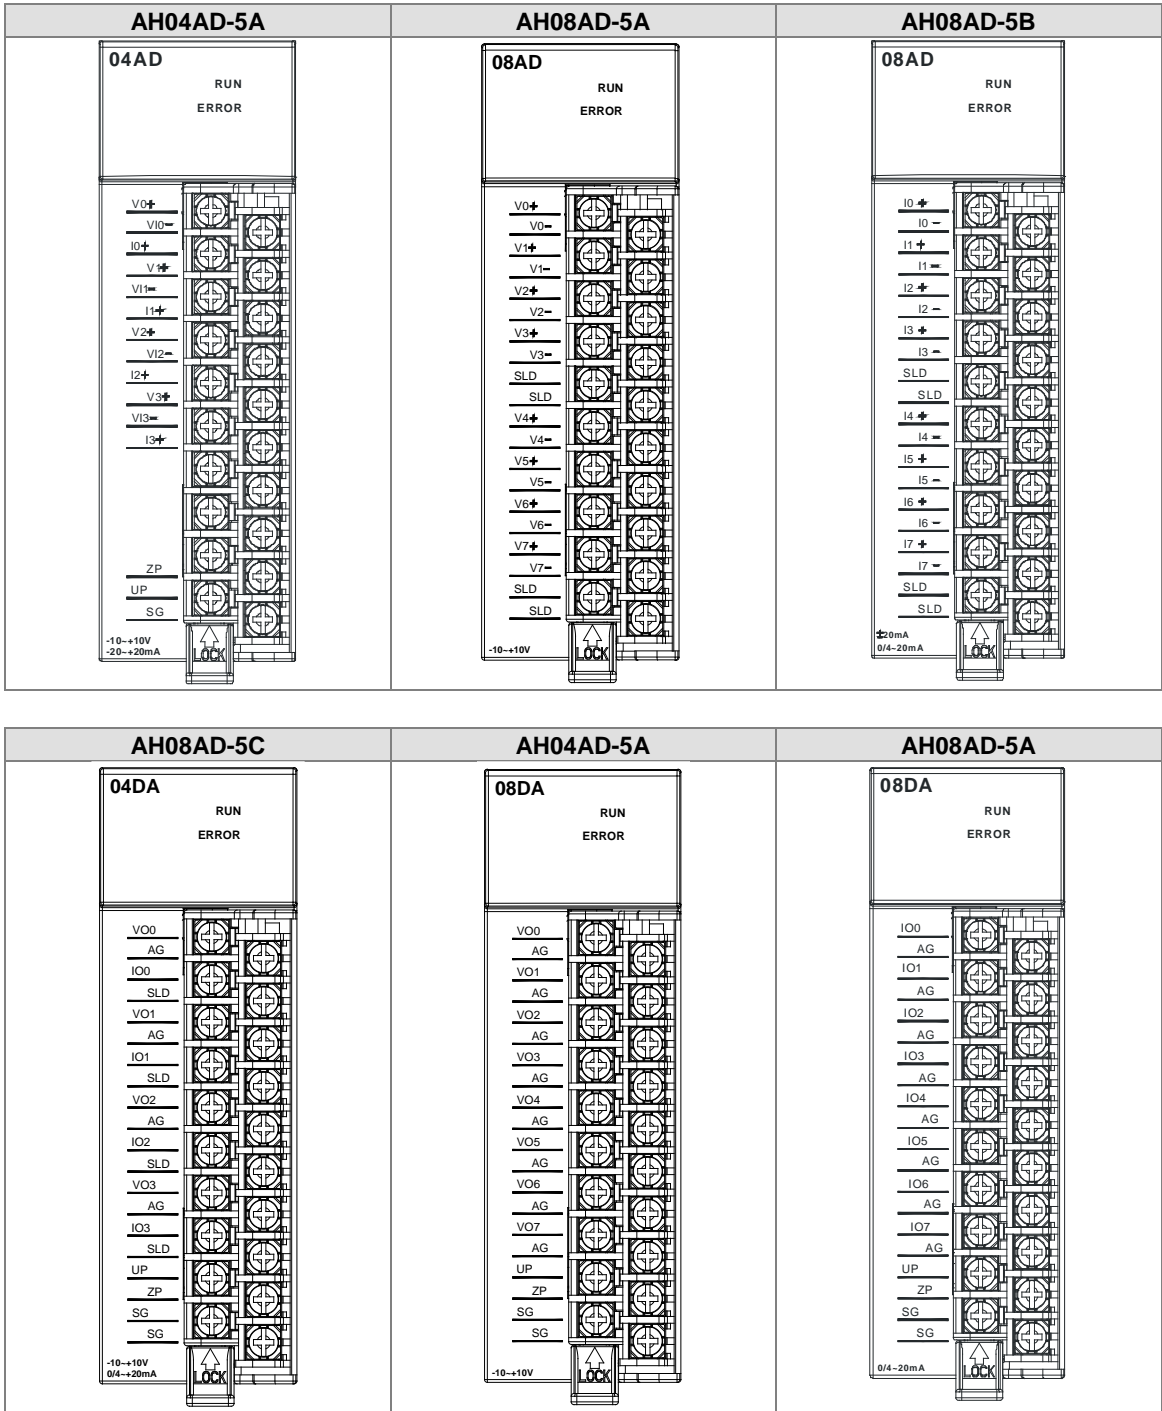 AH04AD-5A
AH08AD-5A
AH08AD-5B
04AD
RUN
ERROR
V0+
VI0-
I0+
V1+
VI1-
I1+
V2+
VI2-
I2+
V3+
VI3-
I3+
ZP
UP
SG
-10~+10V
-20~+20mA
LOCK
08AD
RUN
ERROR
V0+
V0-
V1+
V1-
V2+
V2-
V3+
V3-
SLD
SLD
V4+
V4-
V5+
V5-
V6+
V6-
V7+
V7-
SLD
SLD
-10~+10V
LOCK
08AD
RUN
ERROR
I0+
I0-
I1+
I1-
I2+
I2-
I3+
I3-
SLD
SLD
I4+
I4-
I5+
I5-
I6+
I6-
I7+
I7-
SLD
SLD
±20mA
0/4~20mA
LOCK
AH08AD-5C
AH04AD-5A
AH08AD-5A
04DA
RUN
ERROR
VO0
AG
IO0
SLD
VO1
AG
IO1
SLD
VO2
AG
IO2
SLD
VO3
AG
IO3
SLD
UP
ZP
SG
SG
-10~+10V
0/4~+20mA
LOCK
08DA
RUN
ERROR
VO0
AG
VO1
AG
VO2
AG
VO3
AG
VO4
AG
VO5
AG
VO6
AG
VO7
AG
UP
ZP
SG
SG
-10~+10V
LOCK
08DA
RUN
ERROR
IO0
AG
IO1
AG
IO2
AG
IO3
AG
IO4
AG
IO5
AG
IO6
AG
IO7
AG
UP
ZP
SG
SG
0/4~20mA
LOCK